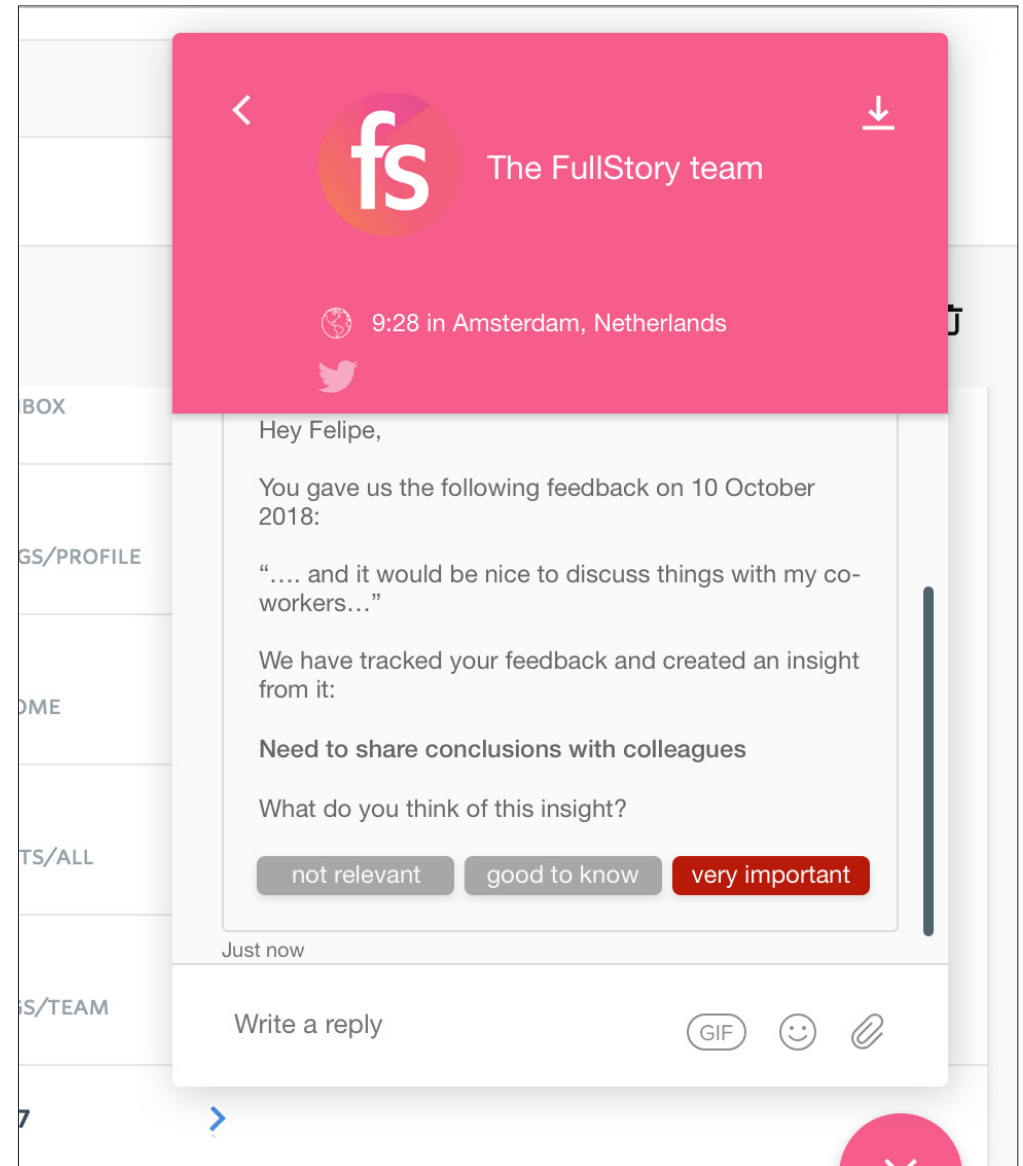 fs
The FullStory team
9:28 in Amsterdam, Netherlands
BOX
GS/PROFILE
OME
TS/ALL
GS/TEAM
7
Hey Felipe,
You gave us the following feedback on 10 October
2018:
“…. and it would be nice to discuss things with my co-
workers…”
We have tracked your feedback and created an insight
from it:
Need to share conclusions with colleagues
What do you think of this insight?
not relevant good to know very important
Just now
Write a reply GIF